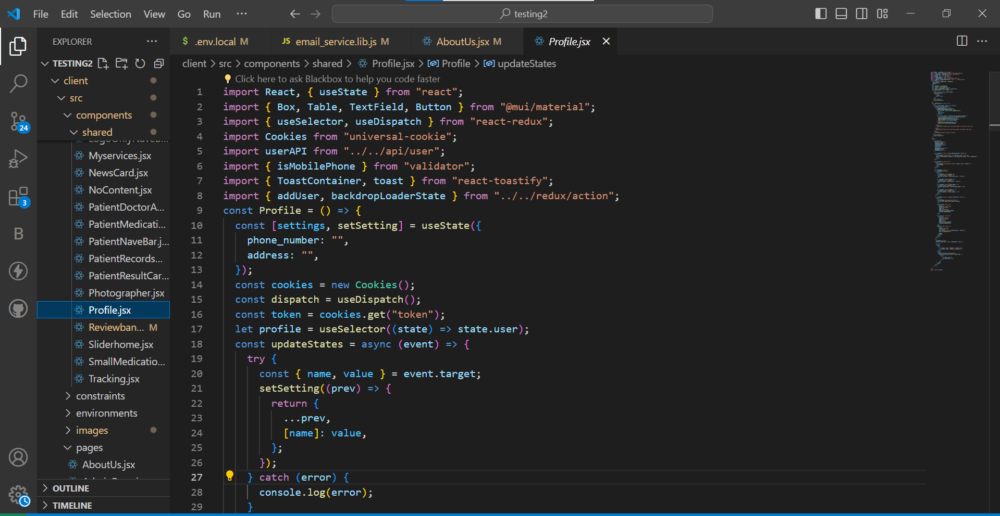 File Edit Selection View Go Run ···
testing2
EXPLORER ···
TESTING2
client
src
components
shared
Myservices.jsx
NewsCard.jsx
NoContent.jsx
PatientDoctorA...
PatientMedicati...
PatientNaveBar.j...
PatientRecords...
PatientResultCar...
Photographer.jsx
Profile.jsx
Reviewban... M
Sliderhome.jsx
SmallMedicatio...
Tracking.jsx
constraints
environments
images
pages
AboutUs.jsx
OUTLINE
TIMELINE
24
3
B
$ .env.local M
JS email_service.lib.js M
AboutUs.jsx M
Profile.jsx
client > src > components > shared > Profile.jsx > Profile > updateStates
Click here to ask Blackbox to help you code faster
1 import React, { useState } from "react";
2 import { Box, Table, TextField, Button } from "@mui/material";
3 import { useSelector, useDispatch } from "react-redux";
4 import Cookies from "universal-cookie";
5 import userAPI from "../../api/user";
6 import { isMobilePhone } from "validator";
7 import { ToastContainer, toast } from "react-toastify";
8 import { addUser, backdropLoaderState } from "../../redux/action";
9 const Profile = () => {
10 const [settings, setSetting] = useState({
11 phone_number: "",
12 address: "",
13 });
14 const cookies = new Cookies();
15 const dispatch = useDispatch();
16 const token = cookies.get("token");
17 let profile = useSelector((state) => state.user);
18 const updateStates = async (event) => {
19 try {
20 const { name, value } = event.target;
21 setSetting((prev) => {
22 return {
23 ...prev,
24 [name]: value,
25 };
26 });
27 } catch (error) {
28 console.log(error);
29 }